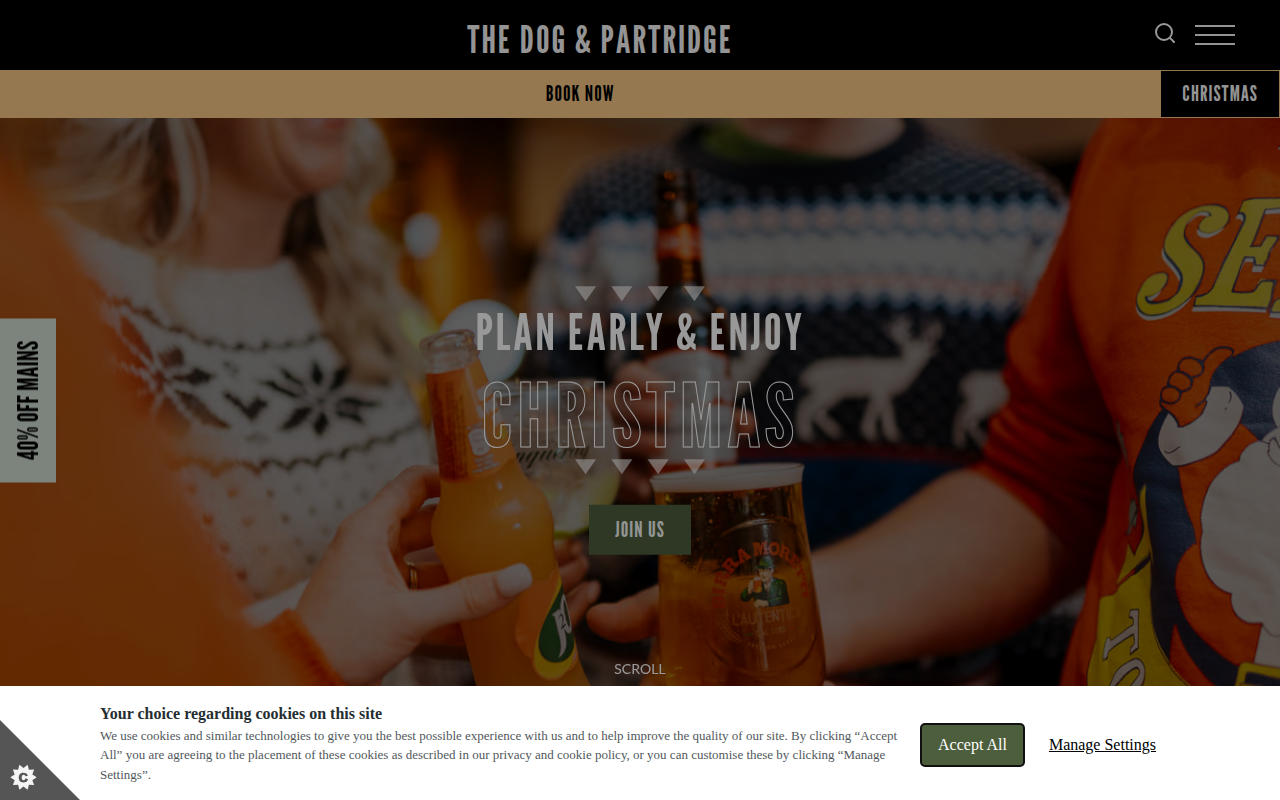 THE DOG & PARTRIDGE
BOOK NOW
CHRISTMAS
40% OFF MAINS
PLAN EARLY & ENJOY
CHRISTMAS
JOIN US
BIRRA MORETTI
L'AUTENTICA
SCROLL
Your choice regarding cookies on this site
We use cookies and similar technologies to give you the best possible experience with us and to help improve the quality of our site. By clicking “Accept
All” you are agreeing to the placement of these cookies as described in our privacy and cookie policy, or you can customise these by clicking “Manage
Settings”.
Accept All
Manage Settings